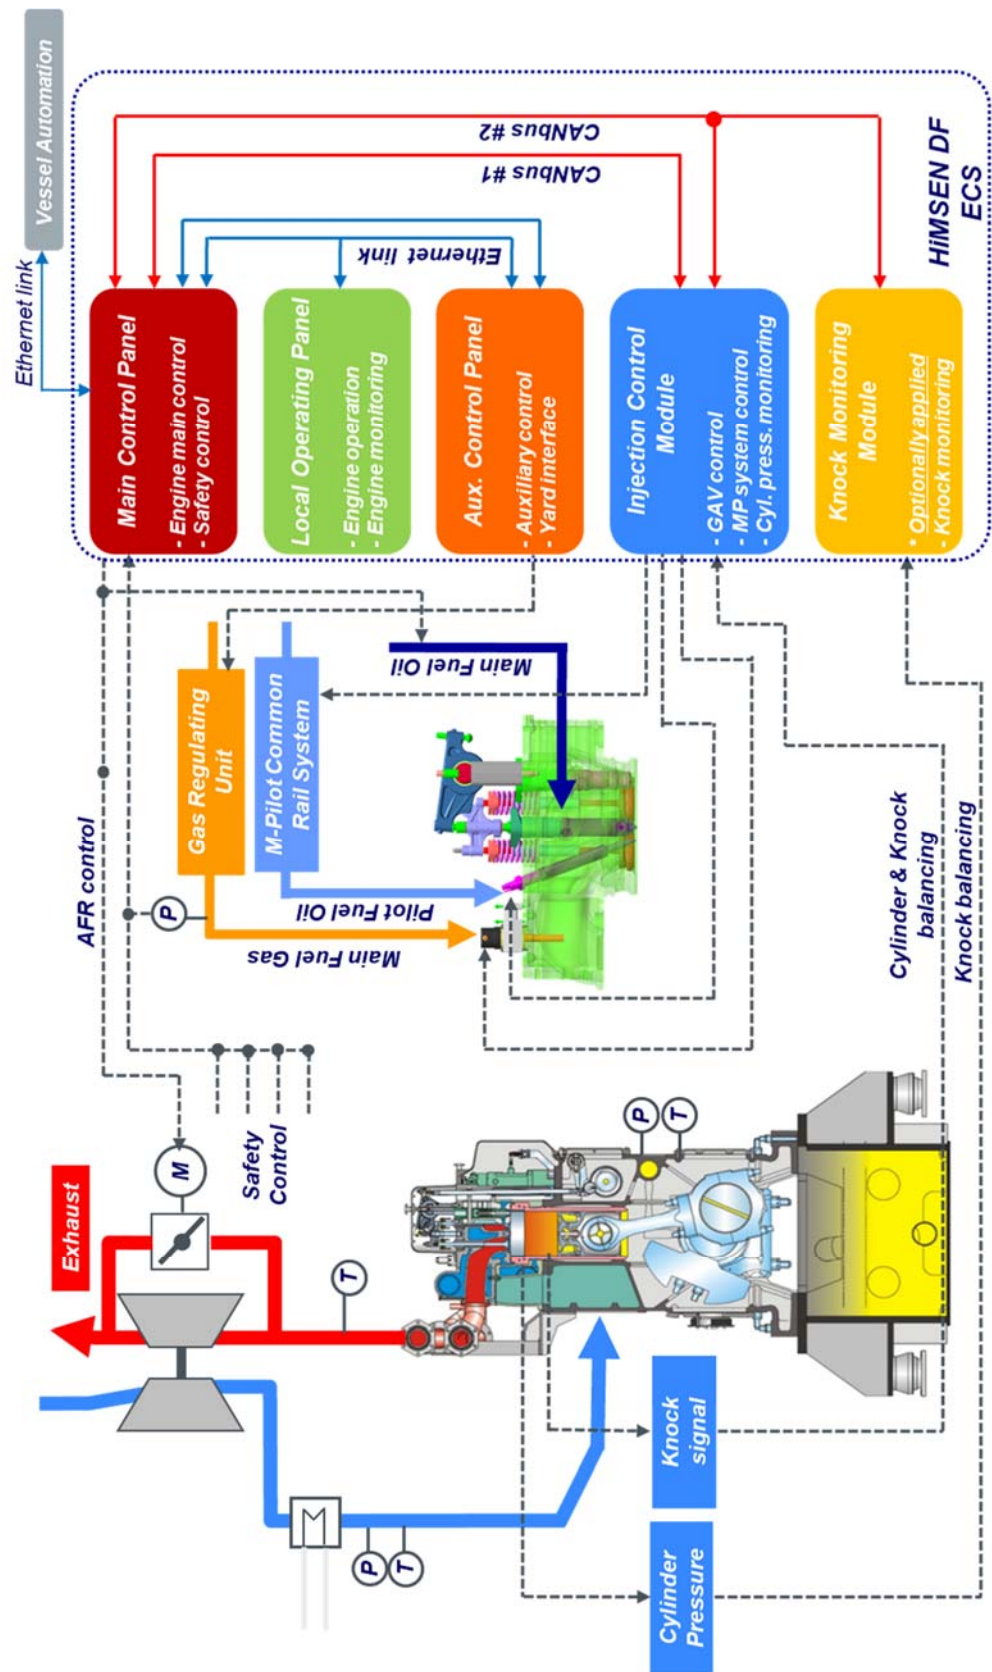 Vessel Automation
Ethernet link
Main Control Panel
- Engine main control
- Safety control
Local Operating Panel
- Engine operation
- Engine monitoring
Aux. Control Panel
- Auxiliary control
- Yard interface
Injection Control
Module
- GAV control
- MP system control
- Cyl. press. monitoring
Knock Monitoring
Module
* Optionally applied
- Knock monitoring
CANbus #2
CANbus #1
Ethernet link
HiMSEN DF
ECS
AFR control
Gas Regulating
Unit
M-Pilot Common
Rail System
P
Main Fuel Gas
Pilot Fuel Oil
Main Fuel Oil
Safety
Control
Cylinder & Knock
balancing
Knock balancing
Exhaust
M
T
P
T
P
T
Knock
signal
Cylinder
Pressure